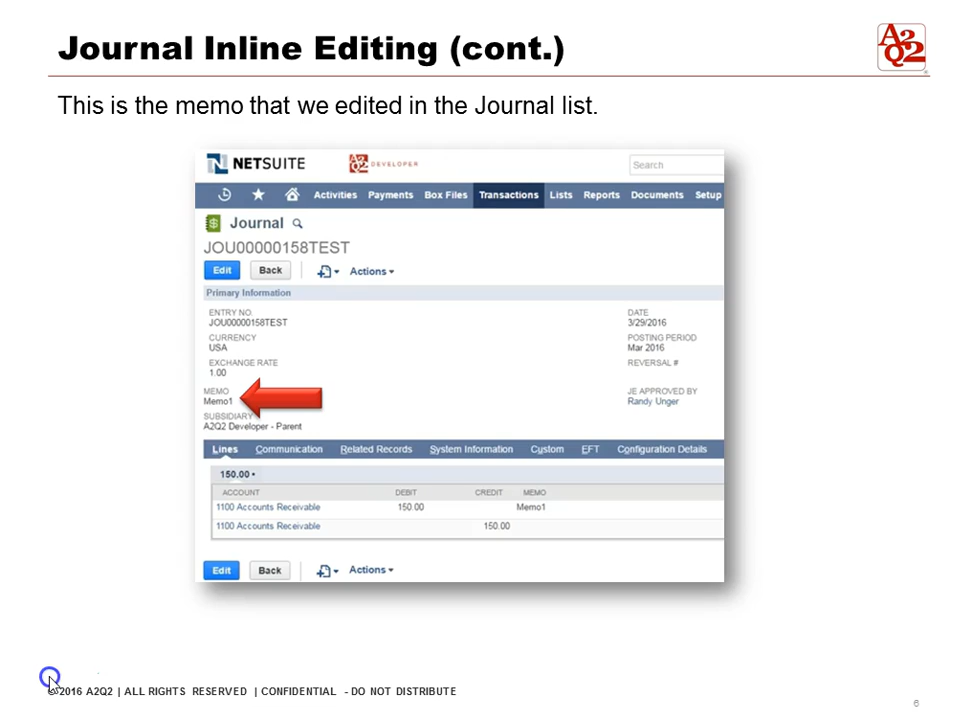 Journal Inline Editing (cont.)
A2Q2
This is the memo that we edited in the Journal list.
NETSUITE A2Q2 DEVELOPER Search
Activities Payments Box Files Transactions Lists Reports Documents Setup
Journal
JOU00000158TEST
Edit Back Actions
Primary Information
ENTRY NO. DATE
JOU00000158TEST 3/29/2016
CURRENCY POSTING PERIOD
USA Mar 2016
EXCHANGE RATE REVERSAL #
1.00
MEMO JE APPROVED BY
Memo1 Randy Unger
SUBSIDIARY
A2Q2 Developer - Parent
Lines Communication Related Records System Information Custom EFT Configuration Details
150.00 •
ACCOUNT DEBIT CREDIT MEMO
1100 Accounts Receivable 150.00 Memo1
1100 Accounts Receivable 150.00
Edit Back Actions
© 2016 A2Q2 | ALL RIGHTS RESERVED | CONFIDENTIAL - DO NOT DISTRIBUTE
6